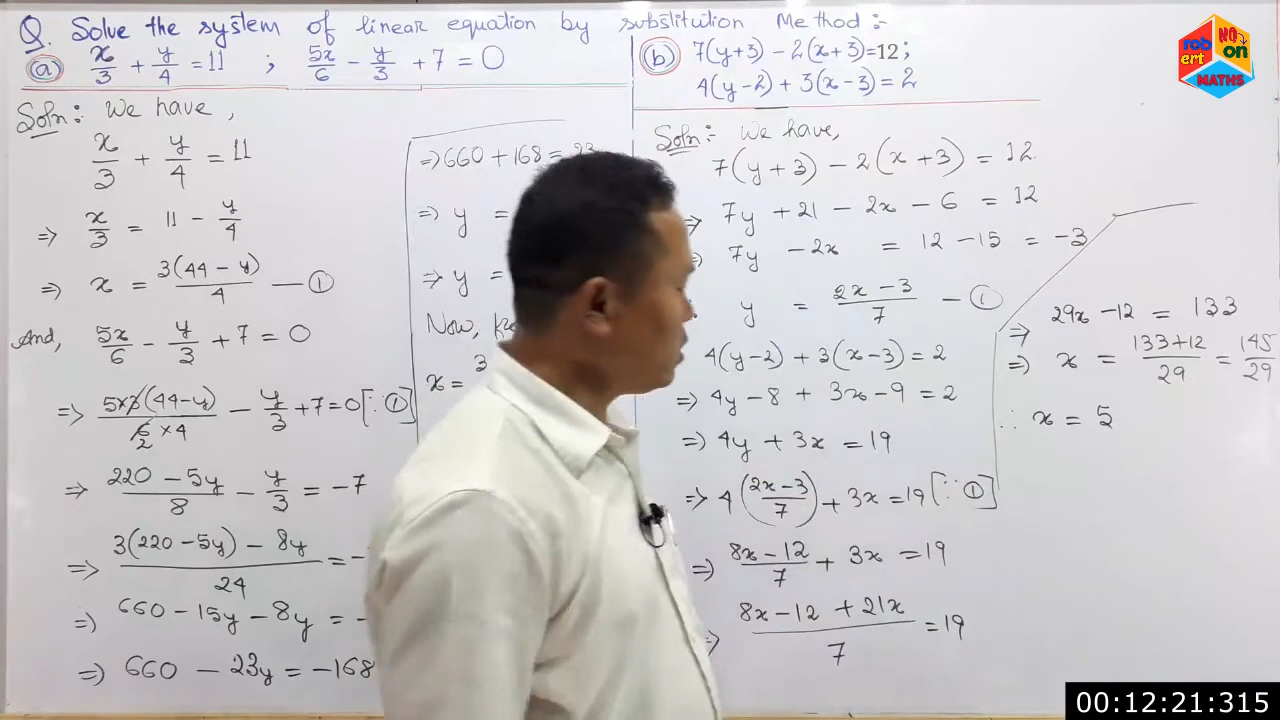 Q. Solve the system of linear equation by substitution Method :-
(a) x/3 + y/4 = 11 ; 5x/6 - y/3 + 7 = 0
(b) 7(y+3) - 2(x+3) = 12;
4(y-2) + 3(x-3) = 2
robert NO on MATHS
Soln: We have,
x/3 + y/4 = 11
⇒ x/3 = 11 - y/4
⇒ x = 3(44 - y)/4 — ①
And, 5x/6 - y/3 + 7 = 0
⇒ 5×3(44-y)/6 2 ×4 - y/3 + 7 = 0 [∵ ①]
⇒ 220 - 5y/8 - y/3 = -7
⇒ 3(220 - 5y) - 8y/24 = -
⇒ 660 - 15y - 8y = -
⇒ 660 - 23y = -168
⇒ 660 + 168 = 23
⇒ y =
⇒ y =
Now,
x = 3
Soln:- We have,
7(y+3) - 2(x+3) = 12
⇒ 7y + 21 - 2x - 6 = 12
7y - 2x = 12 - 15 = -3
y = 2x - 3/7 — ①
4(y-2) + 3(x-3) = 2
⇒ 4y - 8 + 3x - 9 = 2
⇒ 4y + 3x = 19
⇒ 4(2x-3/7) + 3x = 19 [∵ ①]
⇒ 8x - 12/7 + 3x = 19
⇒ 8x - 12 + 21x/7 = 19
⇒ 29x - 12 = 133
⇒ x = 133+12/29 = 145/29
∴ x = 5
00:12:21:315